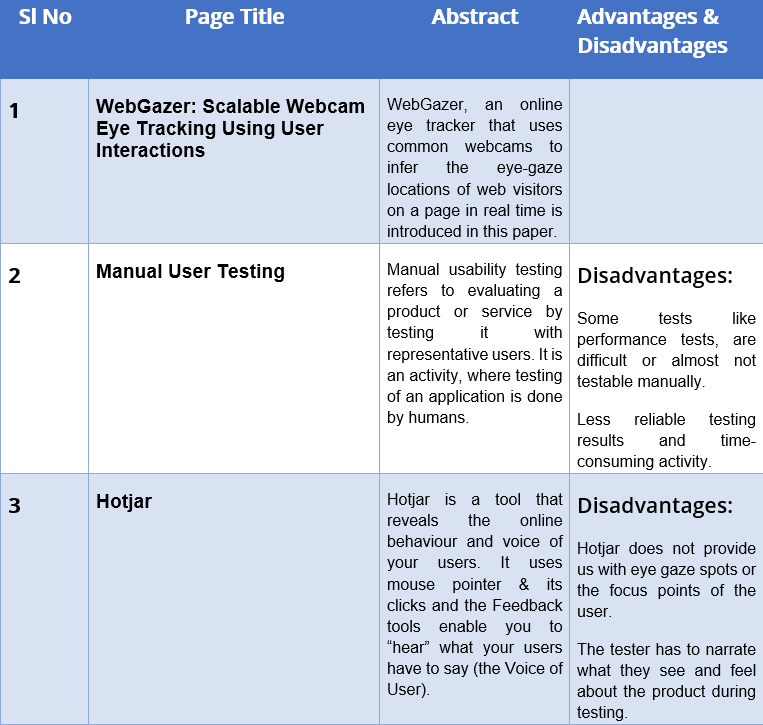 Sl No Page Title Abstract Advantages &
Disadvantages
1
WebGazer: Scalable Webcam
Eye Tracking Using User
Interactions
WebGazer, an online
eye tracker that uses
common webcams to
infer the eye-gaze
locations of web visitors
on a page in real time is
introduced in this paper.
2
Manual User Testing
Manual usability testing
refers to evaluating a
product or service by
testing it with
representative users. It is
an activity, where testing
of an application is done
by humans.
Disadvantages:
Some tests like
performance tests, are
difficult or almost not
testable manually.
Less reliable testing
results and time-
consuming activity.
3
Hotjar
Hotjar is a tool that
reveals the online
behaviour and voice of
your users. It uses
mouse pointer & its
clicks and the Feedback
tools enable you to
“hear” what your users
have to say (the Voice of
User).
Disadvantages:
Hotjar does not provide
us with eye gaze spots or
the focus points of the
user.
The tester has to narrate
what they see and feel
about the product during
testing.